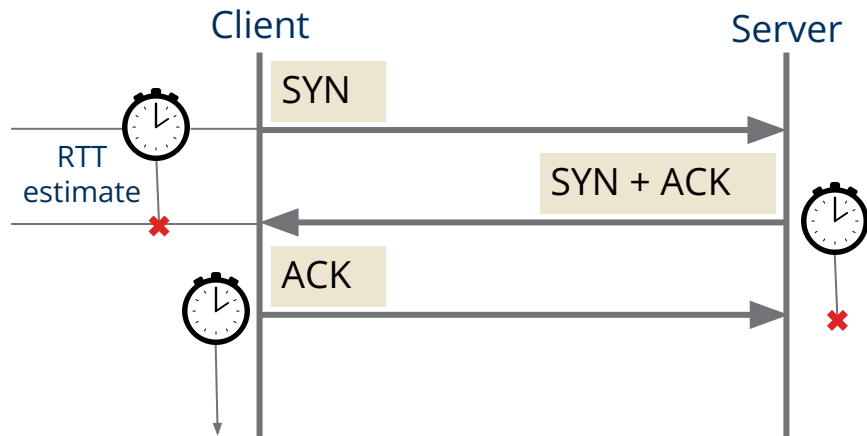 Client
Server
SYN
RTT
estimate
SYN + ACK
ACK